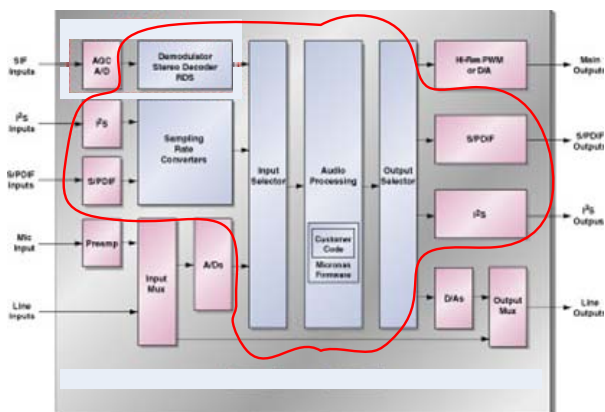 SIF
Inputs
AGC
A/D
Demodulator
Stereo Decoder
RDS
Hi-Res PWM
or D/A
Main
Outputs
I²S
Inputs
I²S
Sampling
Rate
Converters
S/PDIF
S/PDIF
Outputs
S/PDIF
Inputs
S/PDIF
Input
Selector
Audio
Processing
Output
Selector
I²S
I²S
Output
Mic
Input
Preamp
Input
Mux
A/Ds
Customer
Code
Micronas
Firmware
Line
Inputs
D/As
Output
Mux
Line
Outputs